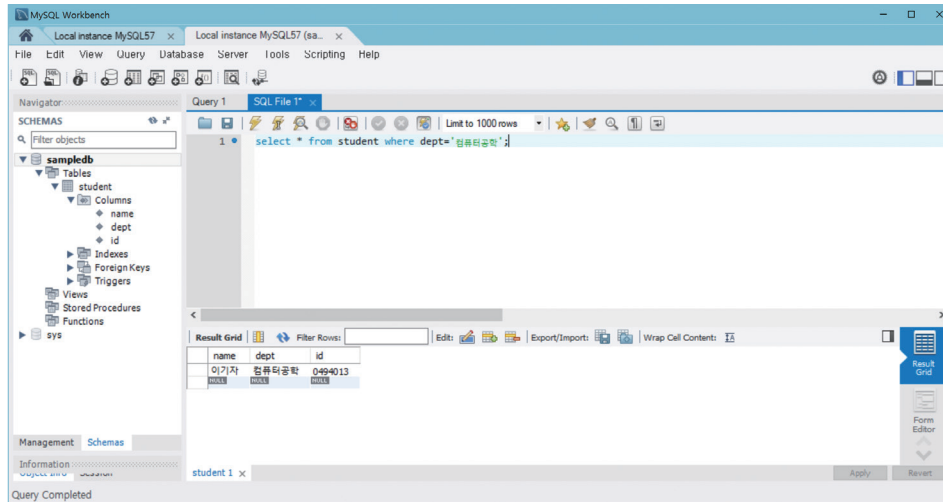 MySQL Workbench
Local instance MySQL57 × Local instance MySQL57 (sa... ×
File Edit View Query Database Server Tools Scripting Help
Navigator
Query 1 SQL File 1* ×
SCHEMAS
Limit to 1000 rows
Filter objects
1 select * from student where dept='컴퓨터공학';
sampledb
Tables
student
Columns
name
dept
id
Indexes
Foreign Keys
Triggers
Views
Stored Procedures
Functions
sys
Result Grid Filter Rows: Edit: Export/Import: Wrap Cell Content:
name dept id
이기자 컴퓨터공학 0494013
NULL NULL NULL
Result
Grid
Form
Editor
Management Schemas
Information
Object Info Session
student 1 ×
Apply Revert
Query Completed